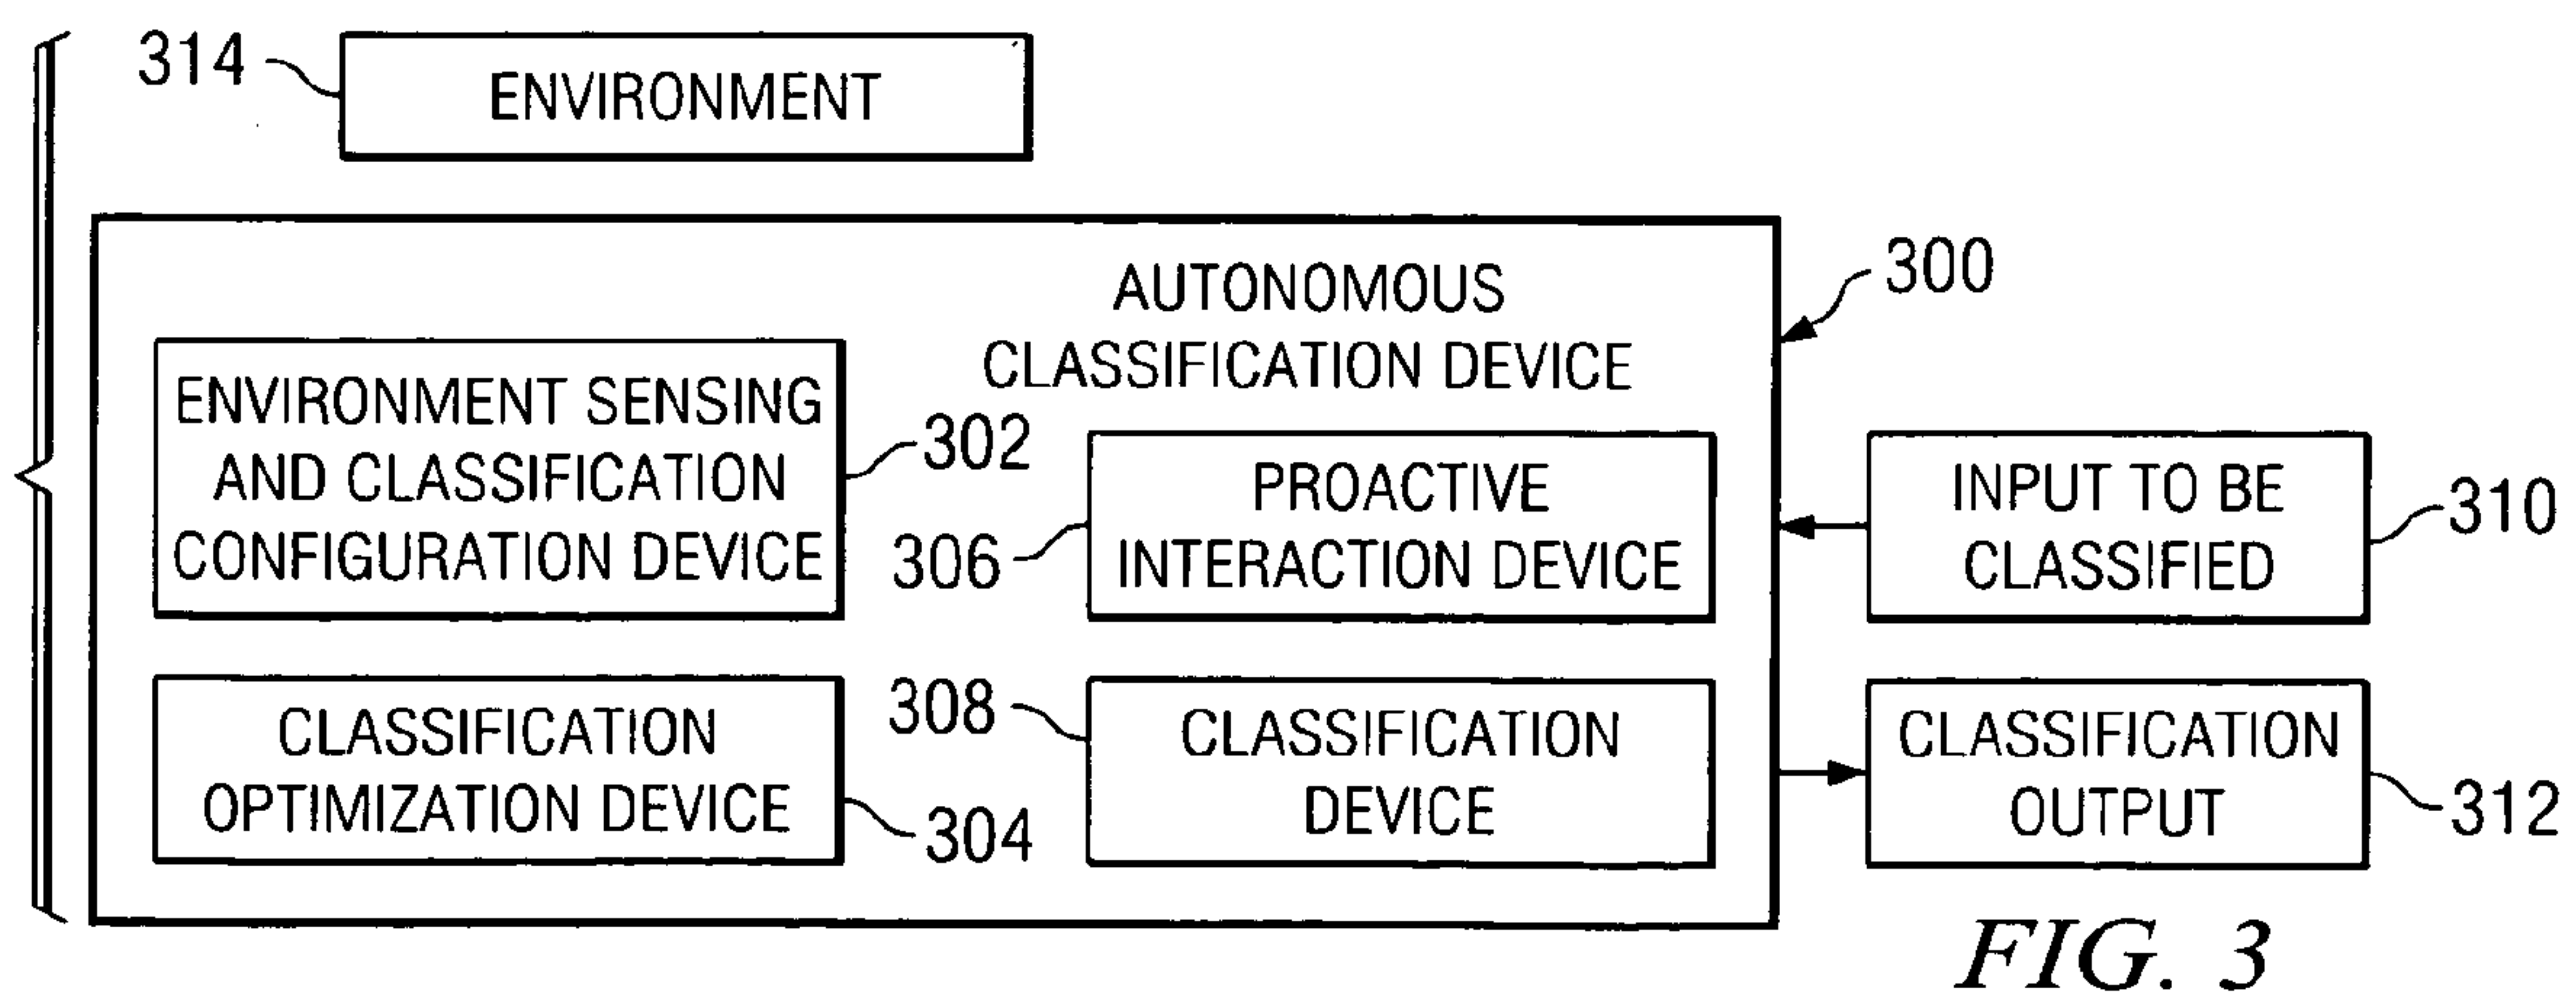 314
ENVIRONMENT
AUTONOMOUS
CLASSIFICATION DEVICE
300
ENVIRONMENT SENSING
AND CLASSIFICATION
CONFIGURATION DEVICE
302
PROACTIVE
INTERACTION DEVICE
306
INPUT TO BE
CLASSIFIED
310
CLASSIFICATION
OPTIMIZATION DEVICE
304
308
CLASSIFICATION
DEVICE
CLASSIFICATION
OUTPUT
312
FIG. 3